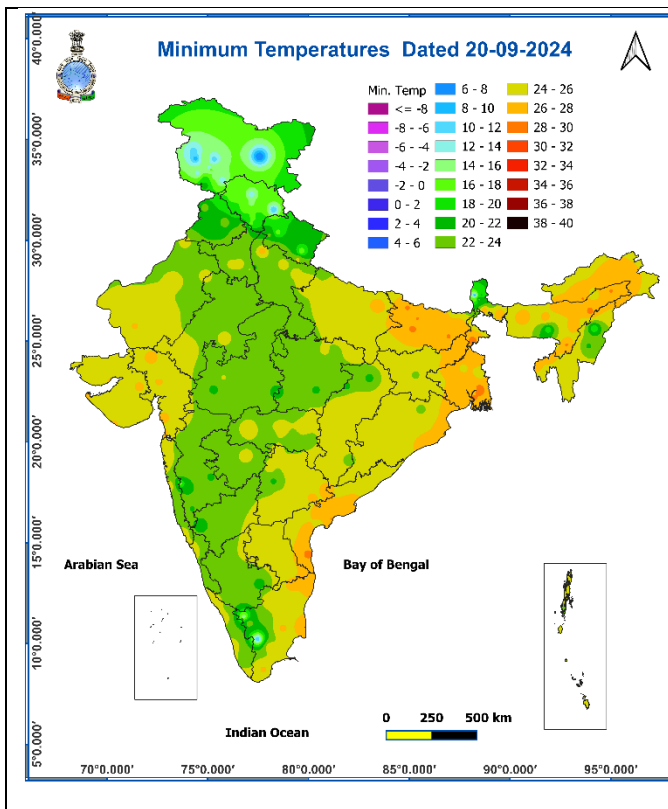 Minimum Temperatures Dated 20-09-2024
Min. Temp
<= -8
-8 - -6
-6 - -4
-4 - -2
-2 - 0
0 - 2
2 - 4
4 - 6
6 - 8
8 - 10
10 - 12
12 - 14
14 - 16
16 - 18
18 - 20
20 - 22
22 - 24
24 - 26
26 - 28
28 - 30
30 - 32
32 - 34
34 - 36
36 - 38
38 - 40
40°0.000'
35°0.000'
30°0.000'
25°0.000'
20°0.000'
15°0.000'
10°0.000'
5°0.000'
Arabian Sea
Bay of Bengal
Indian Ocean
0 250 500 km
70°0.000' 75°0.000' 80°0.000' 85°0.000' 90°0.000' 95°0.000'